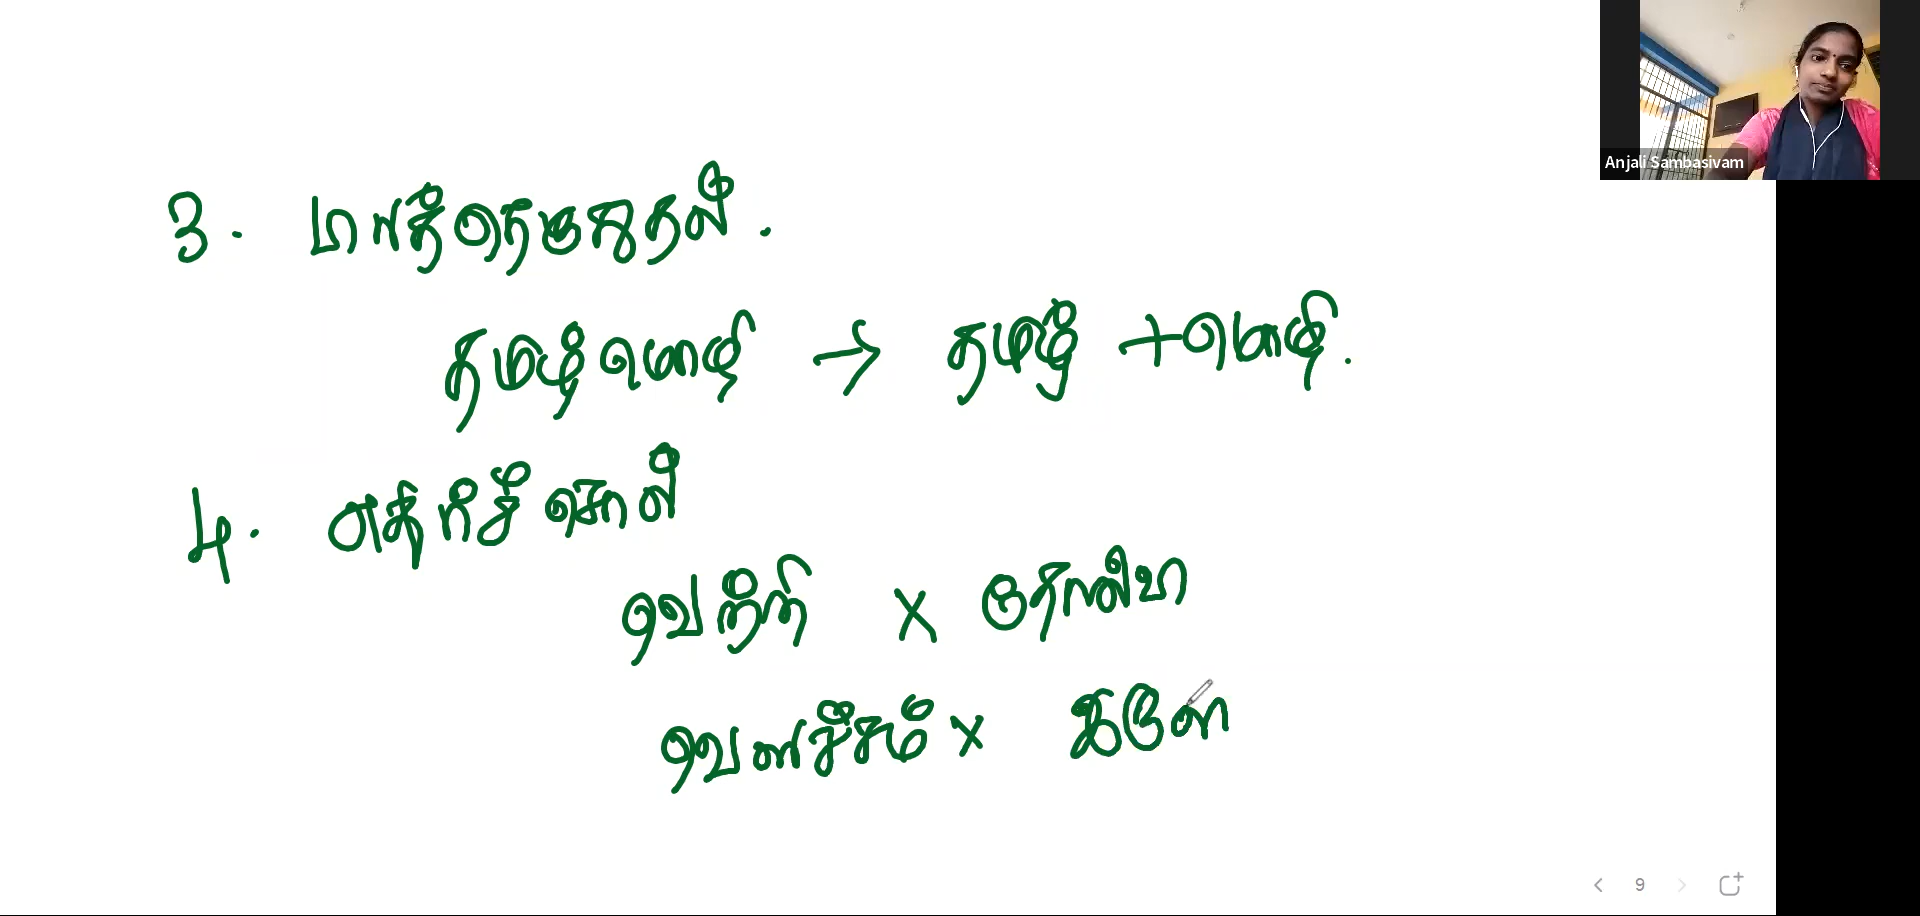 Anjali Sambasivam
3.
தமிழ்மொழி → தமிழ் + மொழி.
4. எதிர்ச்சொல்
வெற்றி x தோல்வி
வெளிச்சம் x இருள
9